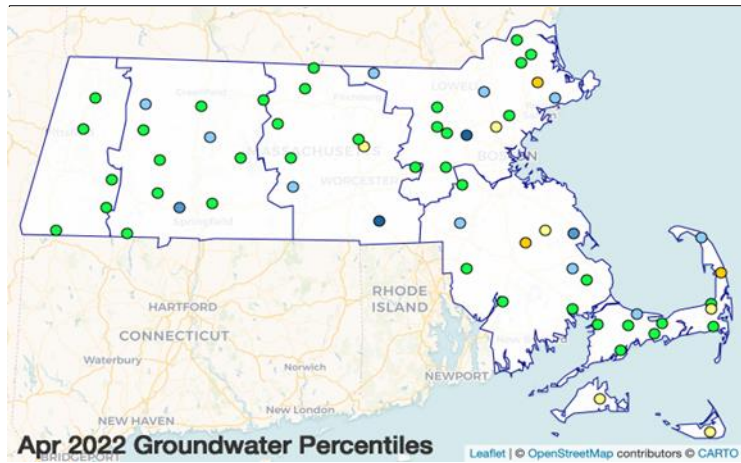 LOWELL
MASSACHUSETTS
BOSTON
WORCESTER
Springfield
HARTFORD
RHODE
ISLAND
CONNECTICUT
Waterbury
Norwich
NEWPORT
New London
NEW HAVEN
Apr 2022 Groundwater Percentiles
BRIDGEPORT
Leaflet | © OpenStreetMap contributors © CARTO